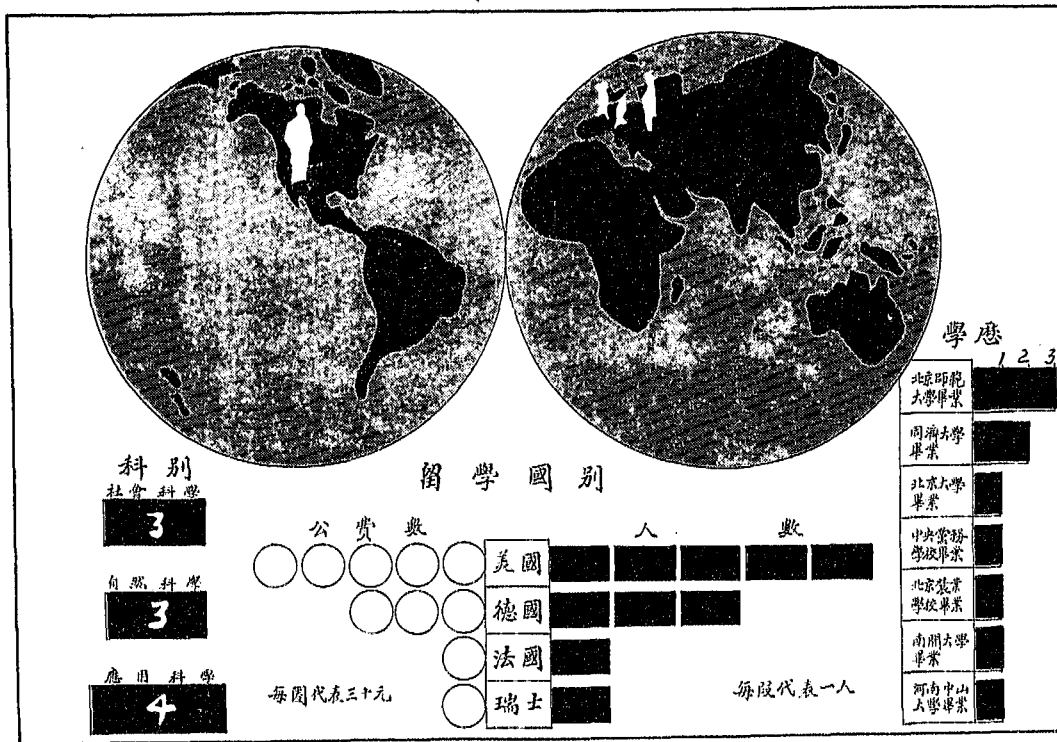 學歷
1 2 3
北京師範
大學畢業
同濟大學
畢業
北京大學
畢業
中央黨務
學校畢業
北京農業
學校畢業
南開大學
畢業
河南中山
大學畢業
科別
社會科學
3
自然科學
3
應用科學
4
留學國別
公費數
人數
美國
德國
法國
瑞士
每圈代表三十元
每段代表一人